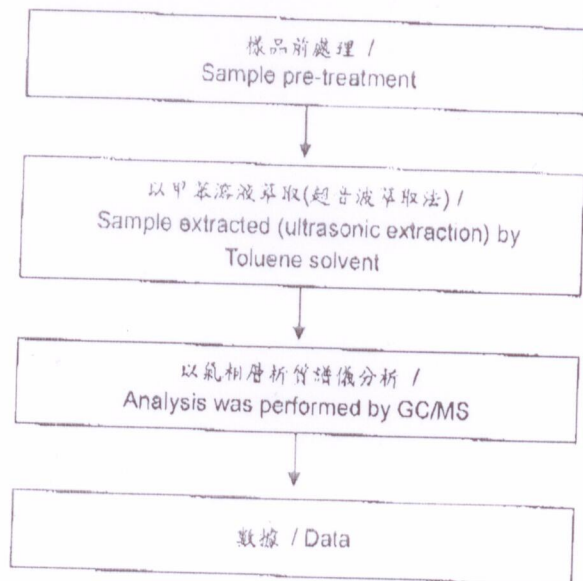 樣品前處理 /
Sample pre-treatment
以甲苯溶液萃取(超音波萃取法) /
Sample extracted (ultrasonic extraction) by
Toluene solvent
以氣相層析質譜儀分析 /
Analysis was performed by GC/MS
數據 / Data